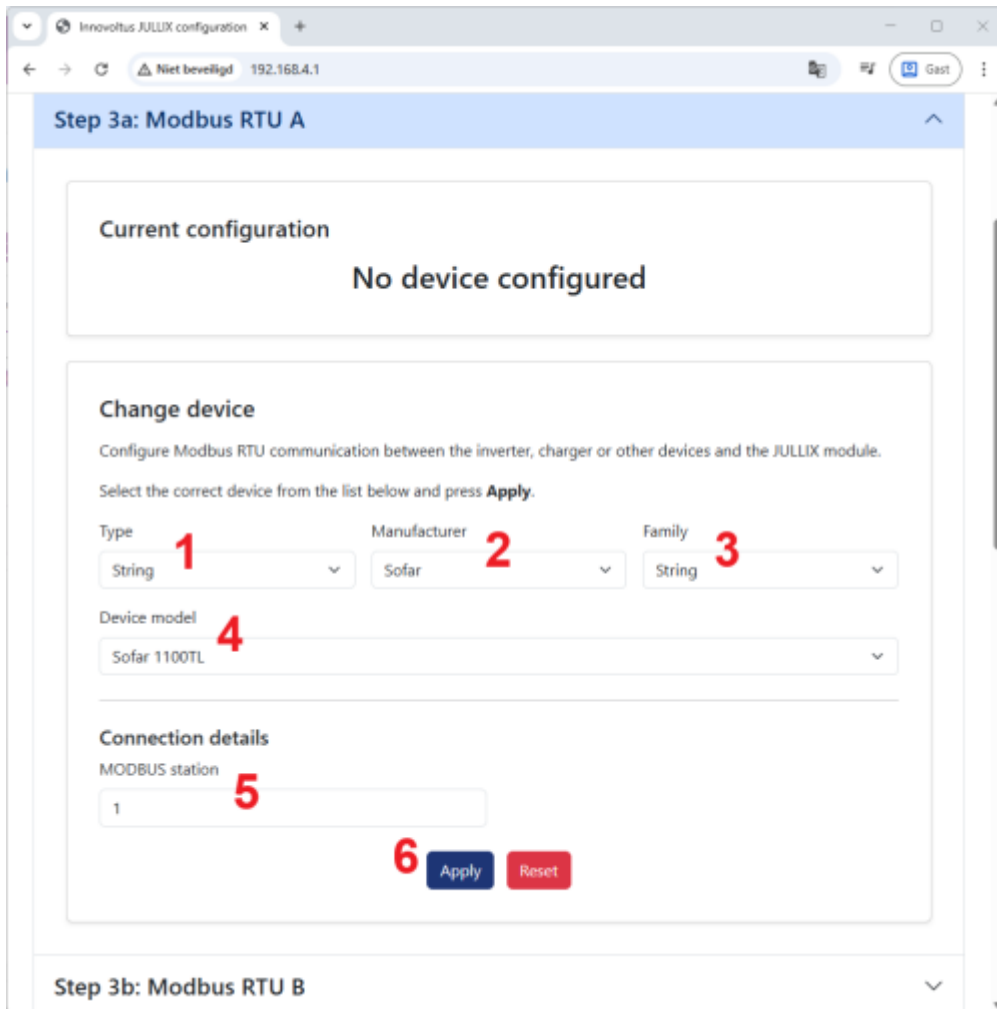 Innovoltus JULLIX configuration
Niet beveiligd 192.168.4.1
Gast
Step 3a: Modbus RTU A
Current configuration
No device configured
Change device
Configure Modbus RTU communication between the inverter, charger or other devices and the JULLIX module.
Select the correct device from the list below and press Apply.
Type Manufacturer Family
1 2 3
String Sofar String
Device model
4
Sofar 1100TL
Connection details
MODBUS station
5
1
6 Apply Reset
Step 3b: Modbus RTU B